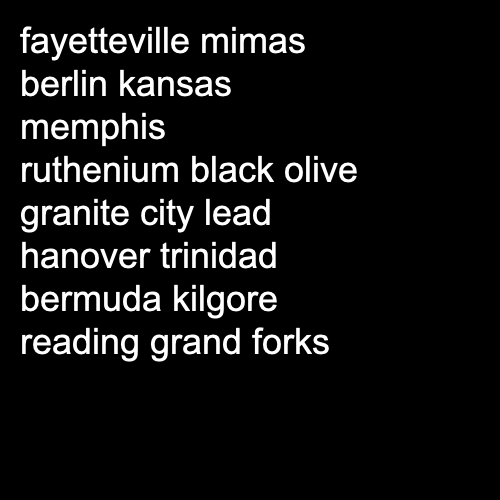 fayetteville mimas
berlin kansas
memphis
ruthenium black olive
granite city lead
hanover trinidad
bermuda kilgore
reading grand forks